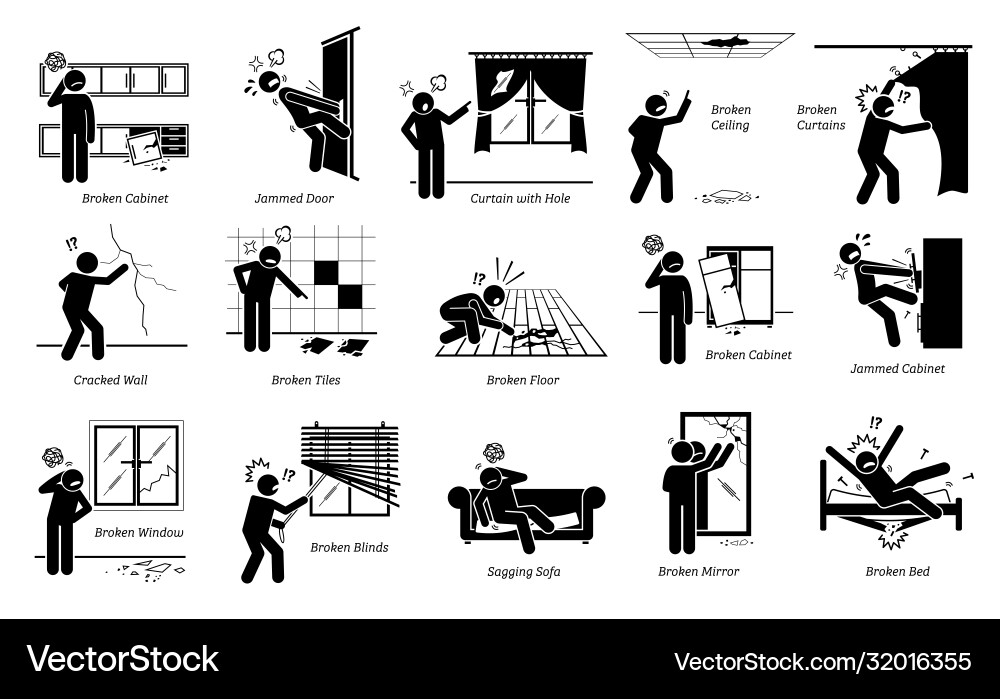 Broken Cabinet
Jammed Door
Curtain with Hole
Broken
Ceiling
Broken
Curtains
!?
!?
Cracked Wall
Broken Tiles
!?
Broken Floor
Broken Cabinet
Jammed Cabinet
Broken Window
!?
Broken Blinds
Sagging Sofa
Broken Mirror
!?
Broken Bed
VectorStock
VectorStock.com/32016355